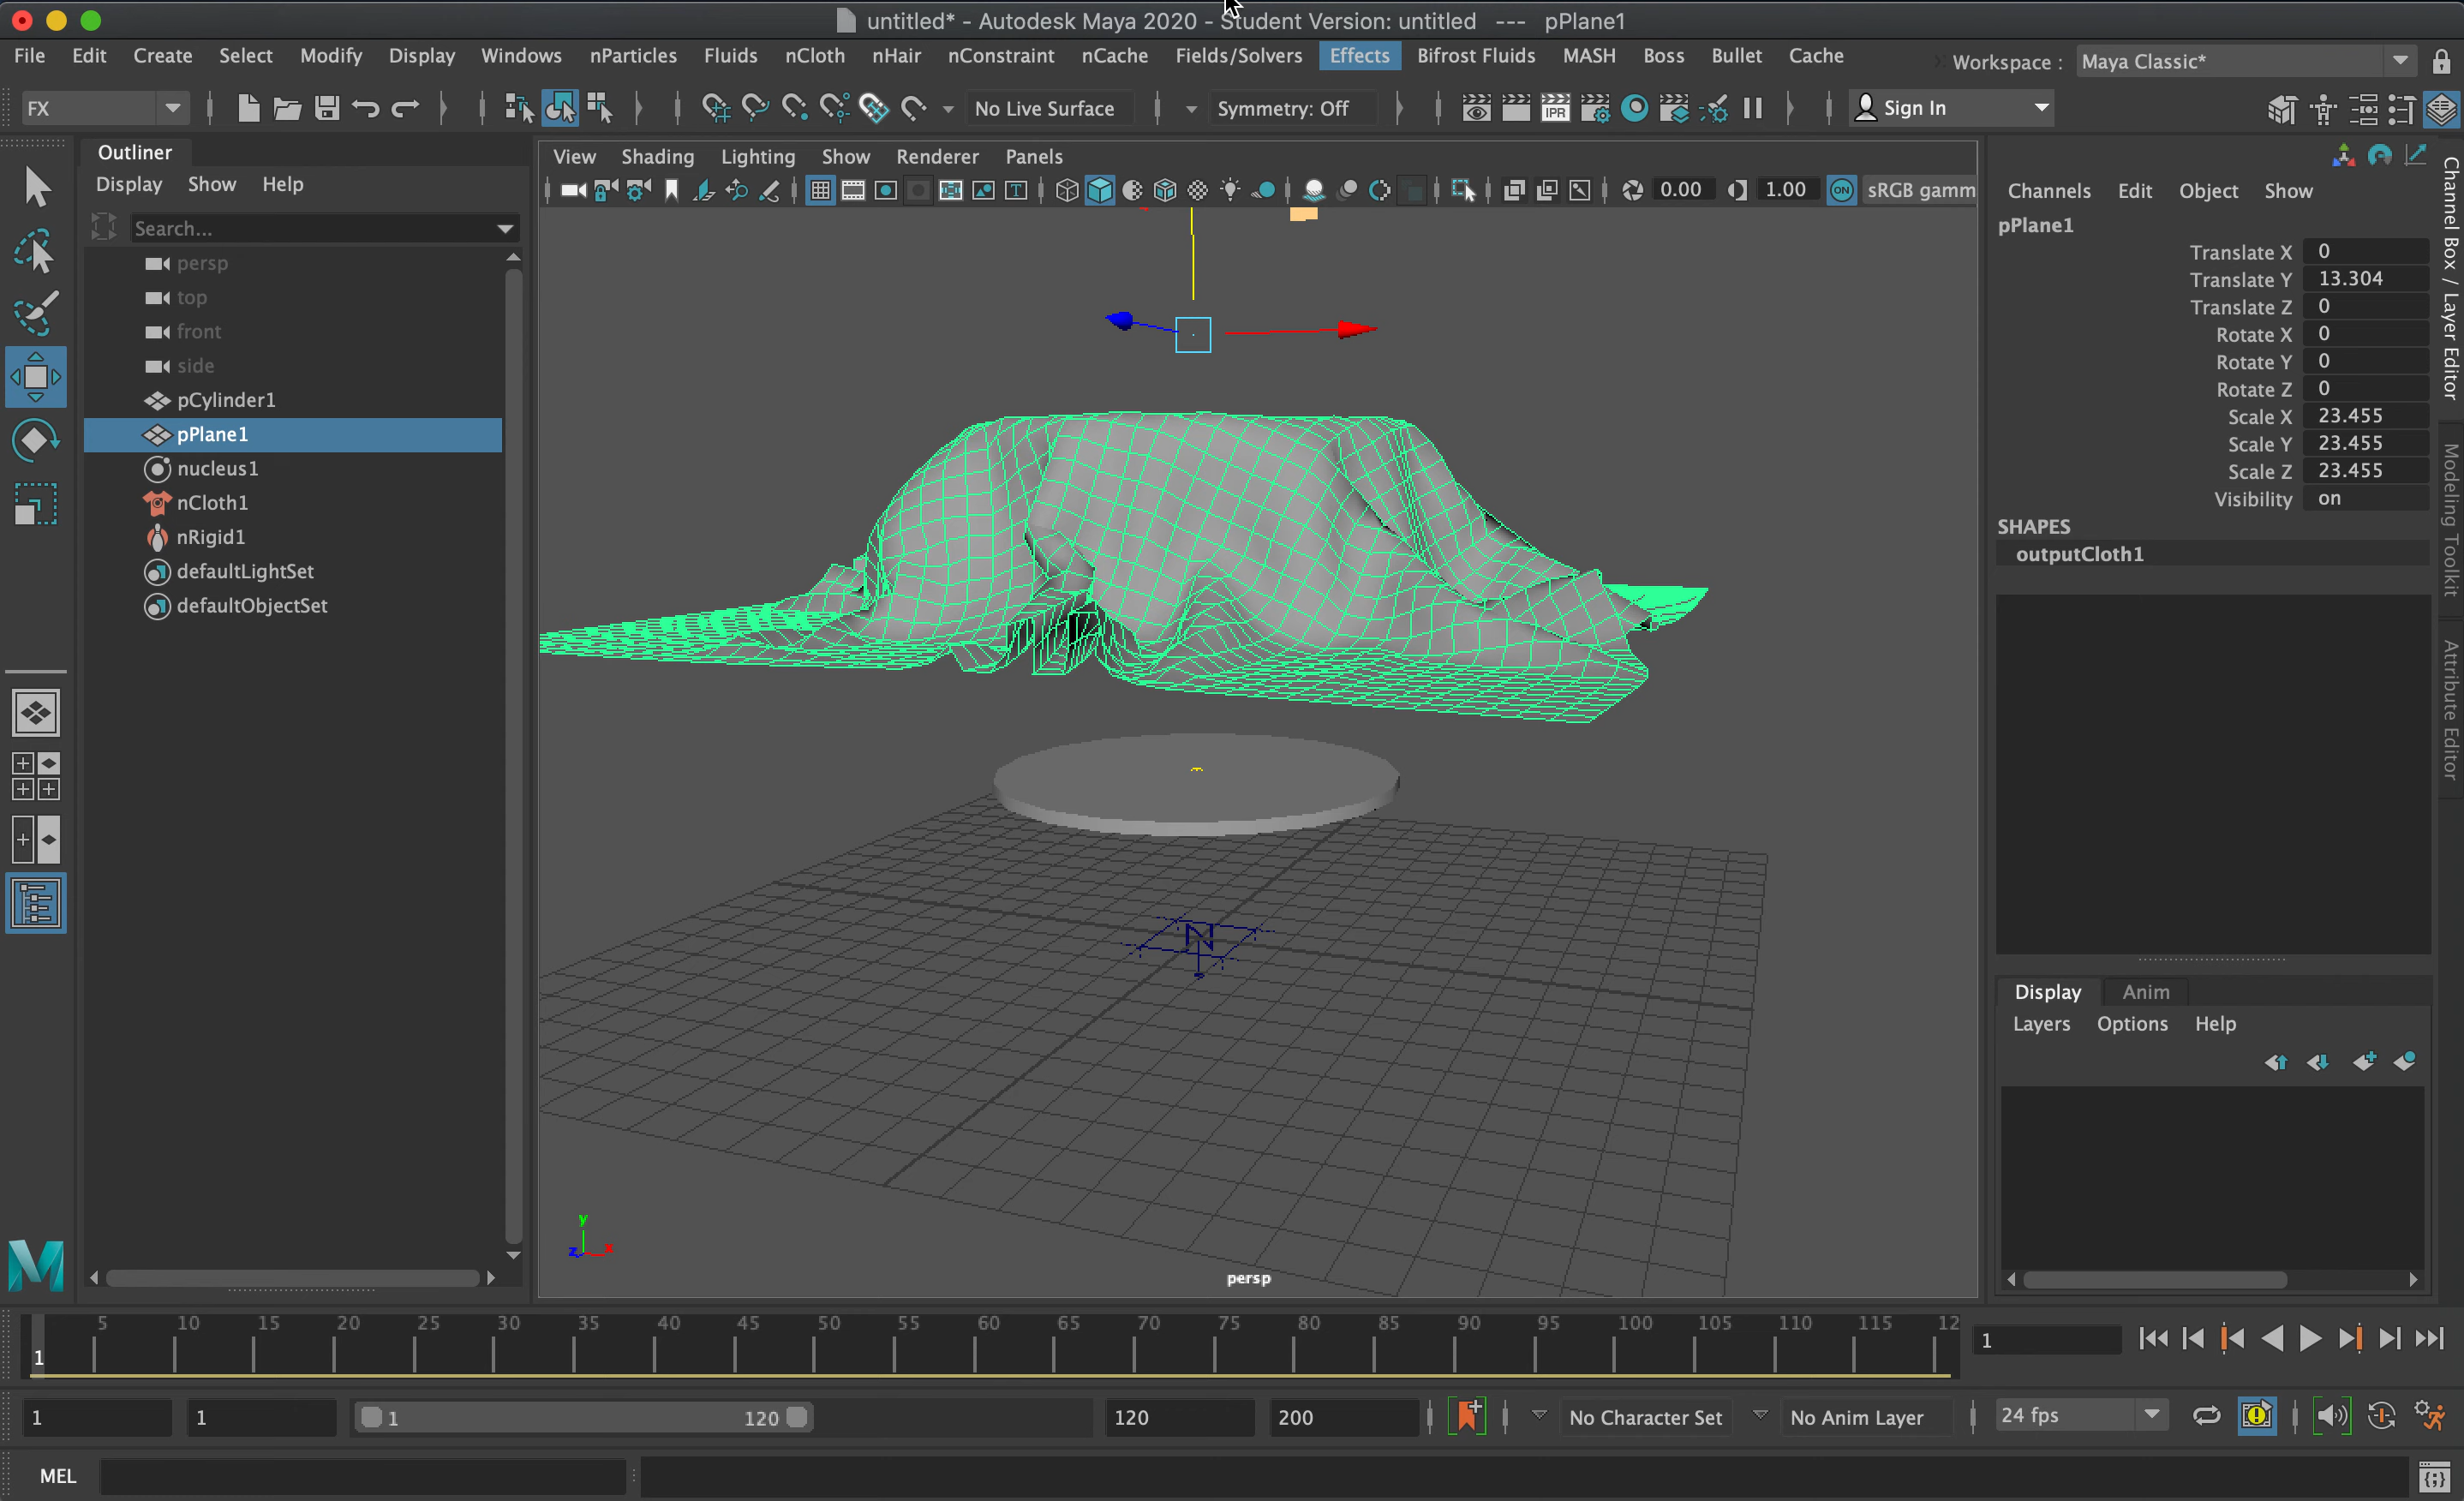 untitled* - Autodesk Maya 2020 - Student Version: untitled --- pPlane1
File Edit Create Select Modify Display Windows nParticles Fluids nCloth nHair nConstraint nCache Fields/Solvers Effects Bifrost Fluids MASH Boss Bullet Cache Workspace : Maya Classic*
FX No Live Surface Symmetry: Off IPR Sign In
Outliner
Display Show Help
Search...
persp
top
front
side
pCylinder1
pPlane1
nucleus1
nCloth1
nRigid1
defaultLightSet
defaultObjectSet
View Shading Lighting Show Renderer Panels
0.00 1.00 ON sRGB gamm
N
y
z x
persp
Channels Edit Object Show
pPlane1
Translate X 0
Translate Y 13.304
Translate Z 0
Rotate X 0
Rotate Y 0
Rotate Z 0
Scale X 23.455
Scale Y 23.455
Scale Z 23.455
Visibility on
SHAPES
outputCloth1
Display Anim
Layers Options Help
Channel Box / Layer Editor
Modeling Toolkit
Attribute Editor
M
5 10 15 20 25 30 35 40 45 50 55 60 65 70 75 80 85 90 95 100 105 110 115 12
1
1
1 1 1 120 120 200 No Character Set No Anim Layer 24 fps
MEL